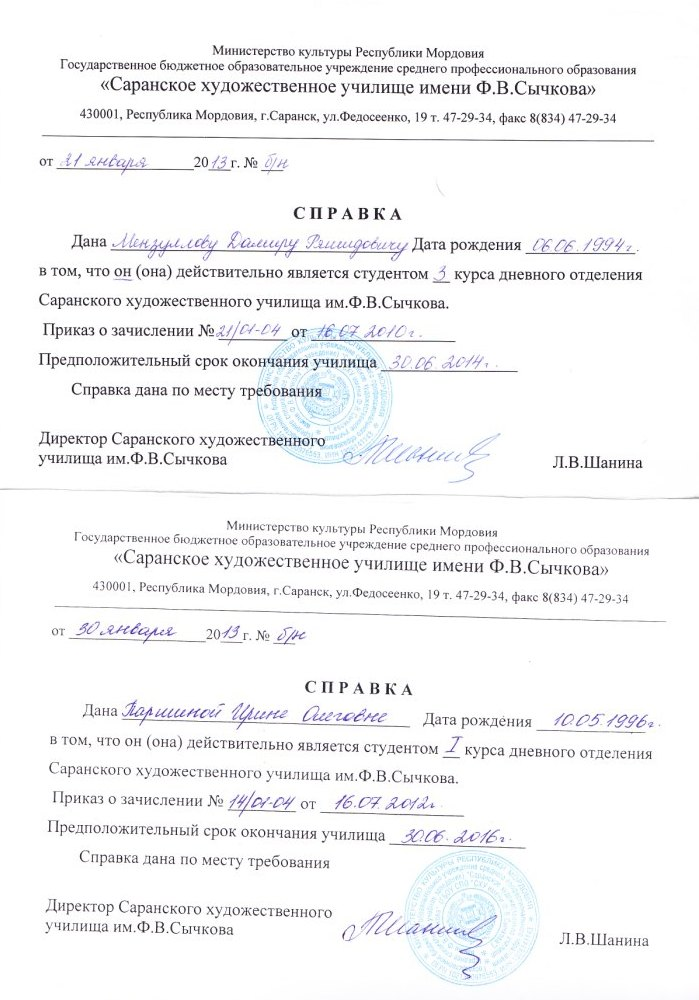 Министерство культуры Республики Мордовия
Государственное бюджетное образовательное учреждение среднего профессионального образования
«Саранское художественное училище имени Ф.В.Сычкова»
430001, Республика Мордовия, г.Саранск, ул.Федосеенко, 19 т. 47-29-34, факс 8(834) 47-29-34
от 21 января 2013 г. № б/н
СПРАВКА
Дана Мензуллову Дамиру Рашидовичу Дата рождения 06.06.1994г.
в том, что он (она) действительно является студентом 3 курса дневного отделения
Саранского художественного училища им.Ф.В.Сычкова.
Приказ о зачислении № 21/01-04 от 16.07.2010г.
Предположительный срок окончания училища 30.06.2014г.
Справка дана по месту требования
Директор Саранского художественного
училища им.Ф.В.Сычкова Л.В.Шанина
Министерство культуры Республики Мордовия
Государственное бюджетное образовательное учреждение среднего профессионального образования
«Саранское художественное училище имени Ф.В.Сычкова»
430001, Республика Мордовия, г.Саранск, ул.Федосеенко, 19 т. 47-29-34, факс 8(834) 47-29-34
от 30 января 2013 г. № б/н
СПРАВКА
Дана Паршиной Ирине Олеговне Дата рождения 10.05.1996г.
в том, что он (она) действительно является студентом I курса дневного отделения
Саранского художественного училища им.Ф.В.Сычкова.
Приказ о зачислении № 14/01-04 от 16.07.2012г.
Предположительный срок окончания училища 30.06.2016г.
Справка дана по месту требования
Директор Саранского художественного
училища им.Ф.В.Сычкова Л.В.Шанина